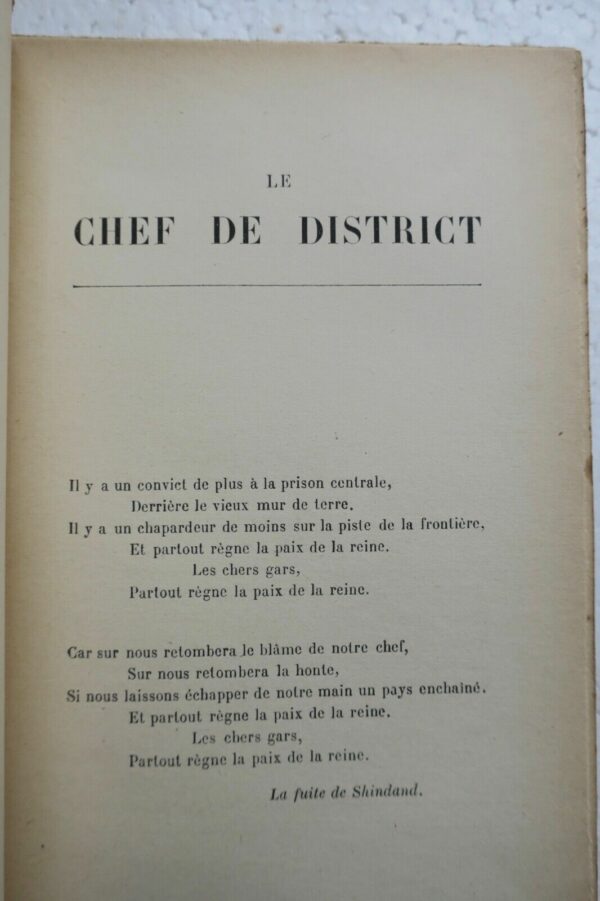 LE
CHEF DE DISTRICT
Il y a un convict de plus à la prison centrale,
Derrière le vieux mur de terre.
Il y a un chapardeur de moins sur la piste de la frontière,
Et partout règne la paix de la reine.
Les chers gars,
Partout règne la paix de la reine.
Car sur nous retombera le blâme de notre chef,
Sur nous retombera la honte,
Si nous laissons échapper de notre main un pays enchaîné.
Et partout règne la paix de la reine.
Les chers gars,
Partout règne la paix de la reine.
La fuite de Shindand.